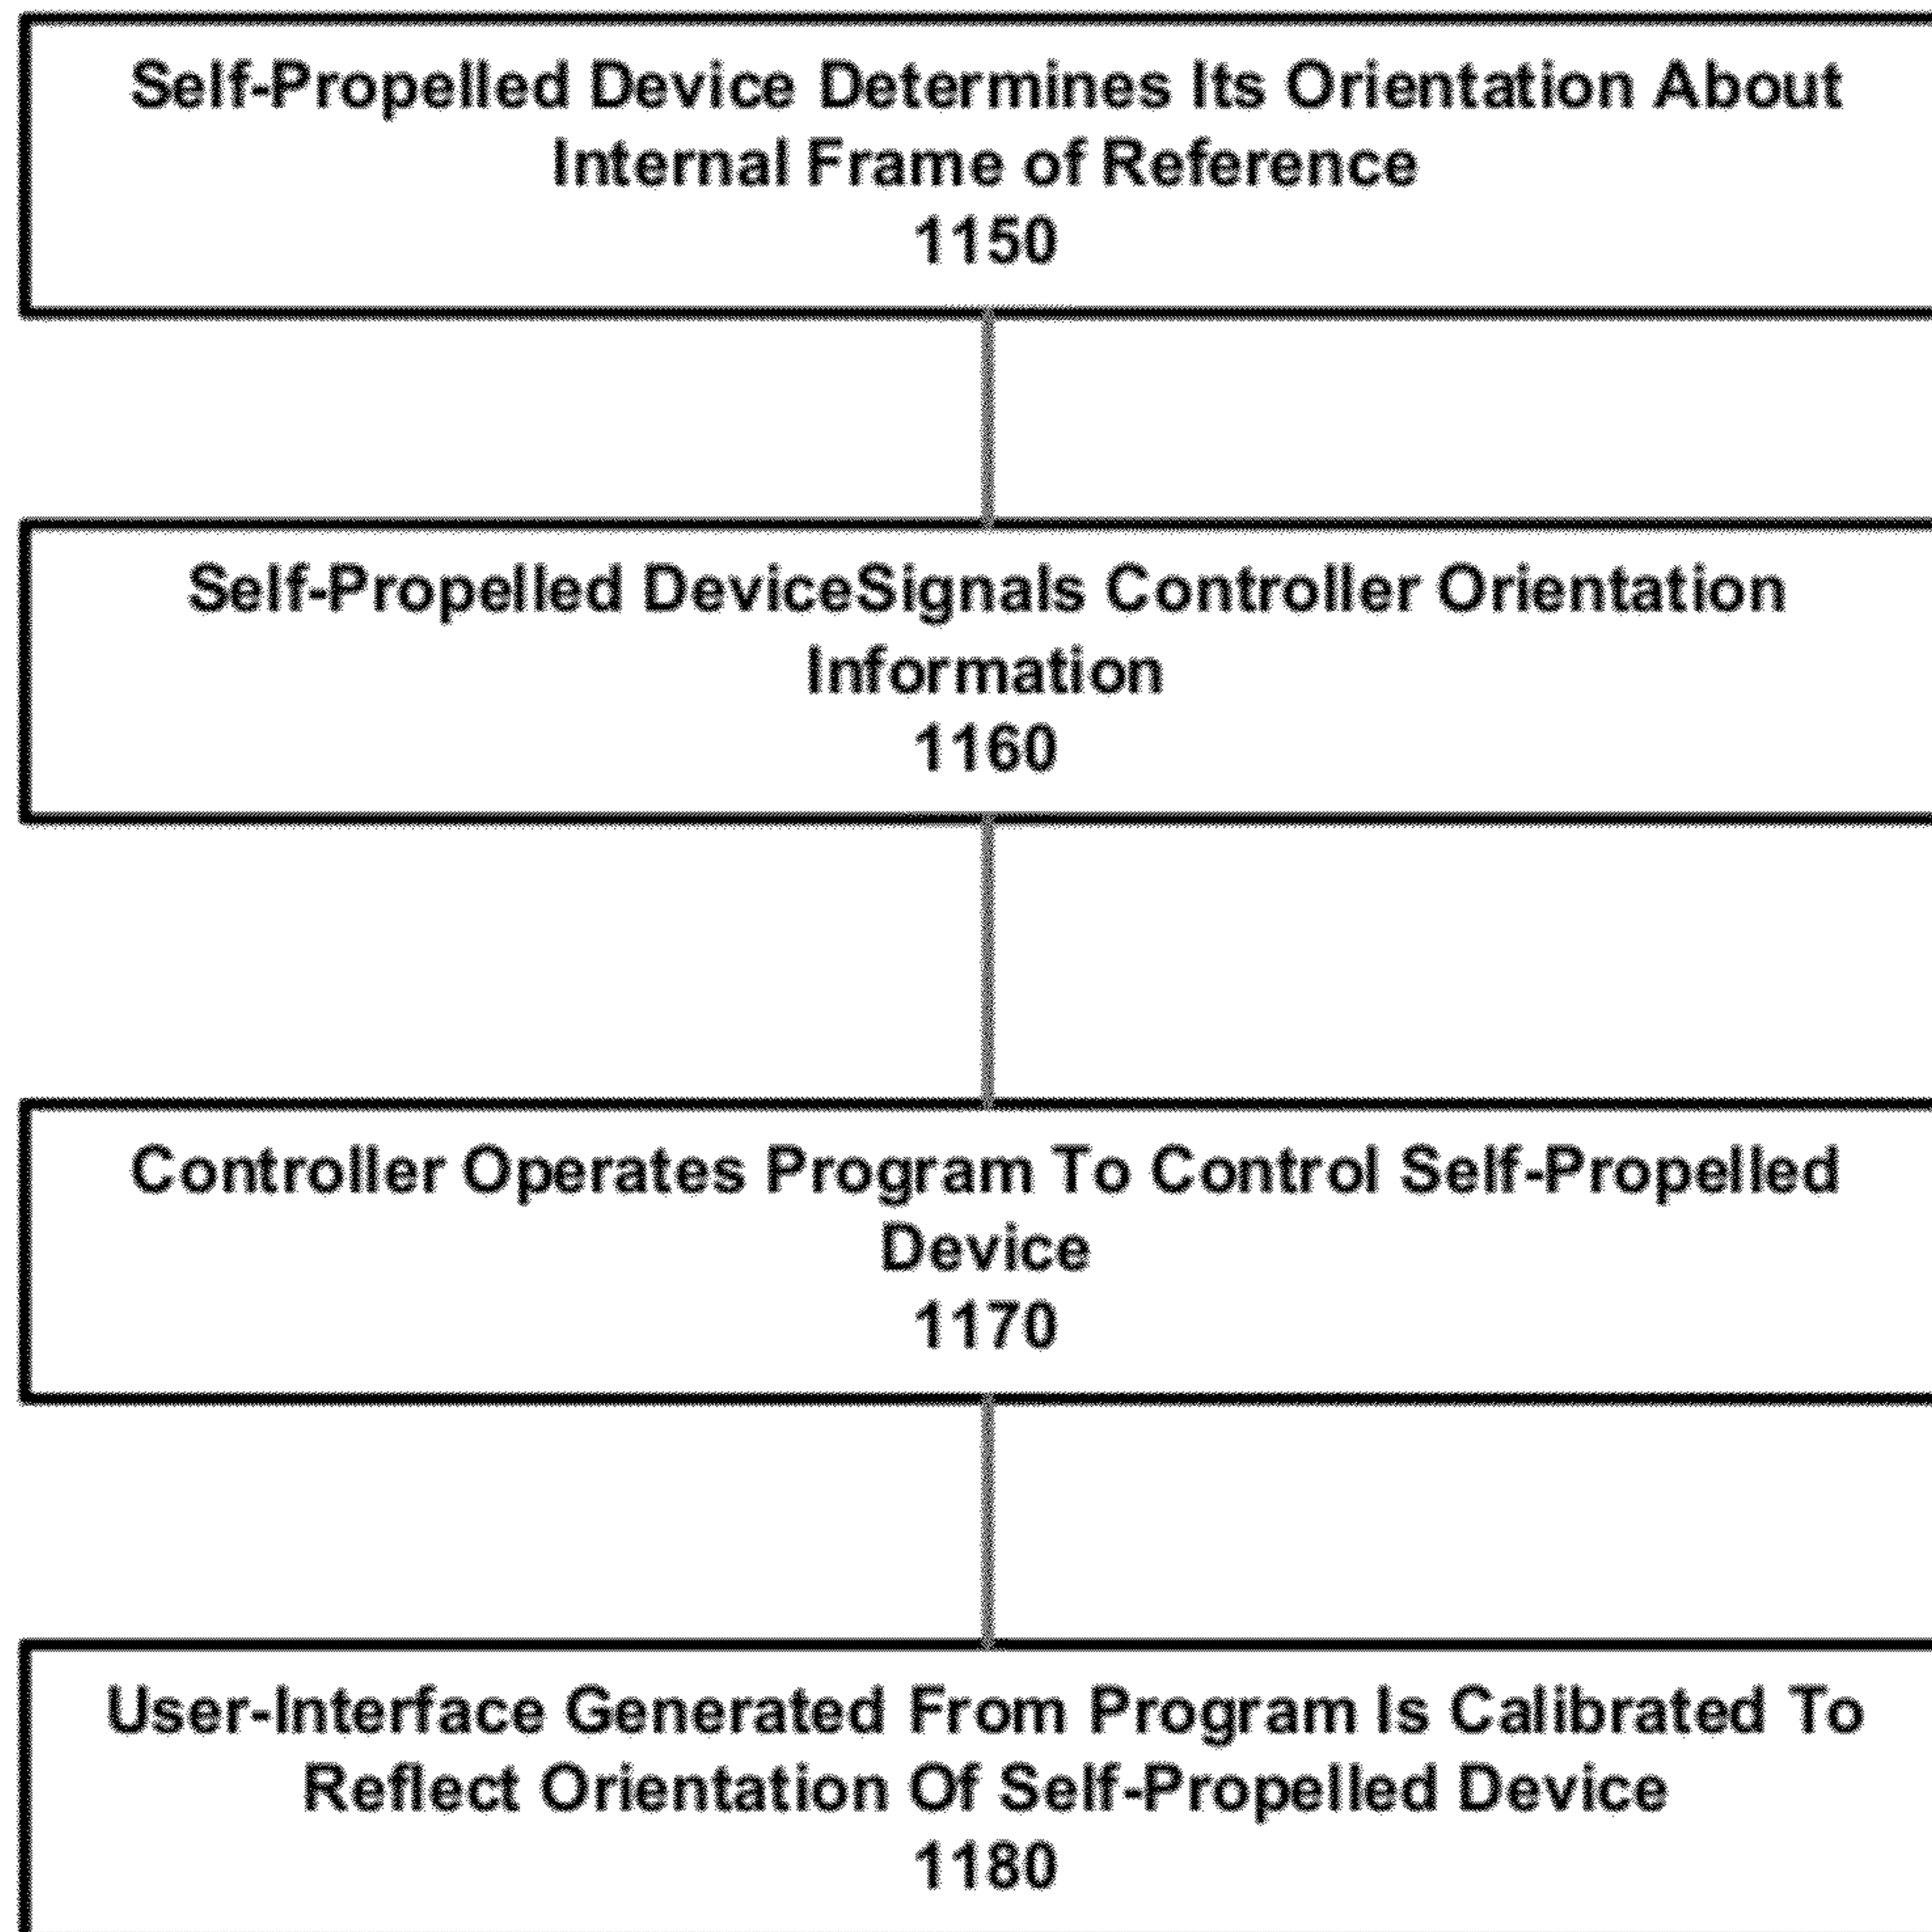 Self-Propelled Device Determines Its Orientation About
Internal Frame of Reference
1150
Self-Propelled DeviceSignals Controller Orientation
Information
1160
Controller Operates Program To Control Self-Propelled
Device
1170
User-Interface Generated From Program Is Calibrated To
Reflect Orientation Of Self-Propelled Device
1180